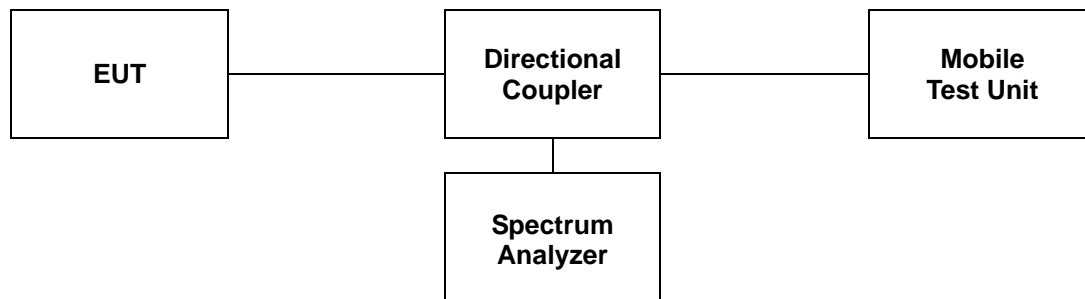 EUT
Directional
Coupler
Mobile
Test Unit
Spectrum
Analyzer